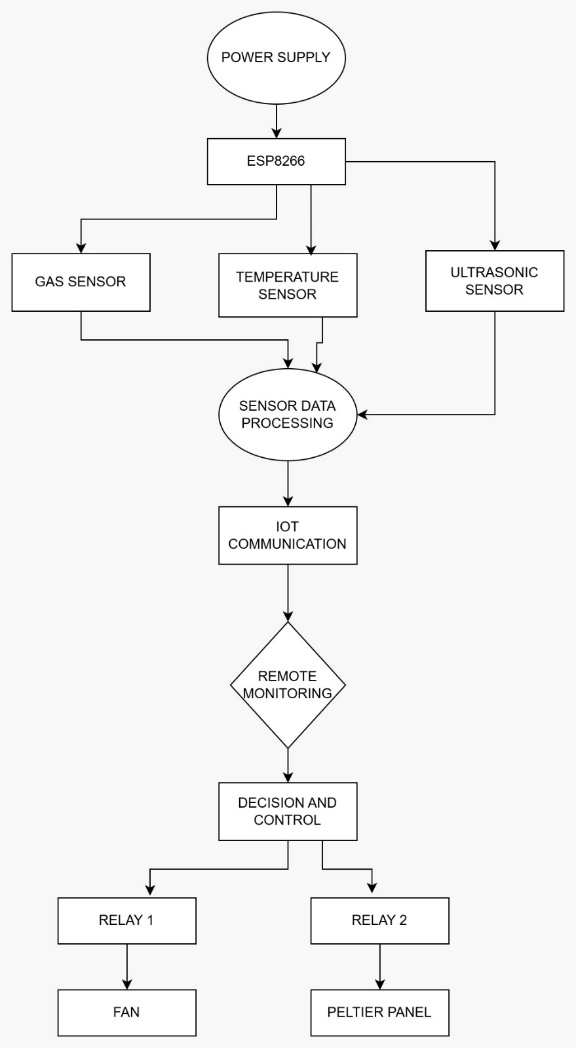 POWER SUPPLY
ESP8266
GAS SENSOR
TEMPERATURE
SENSOR
ULTRASONIC
SENSOR
SENSOR DATA
PROCESSING
IOT
COMMUNICATION
REMOTE
MONITORING
DECISION AND
CONTROL
RELAY 1
RELAY 2
FAN
PELTIER PANEL